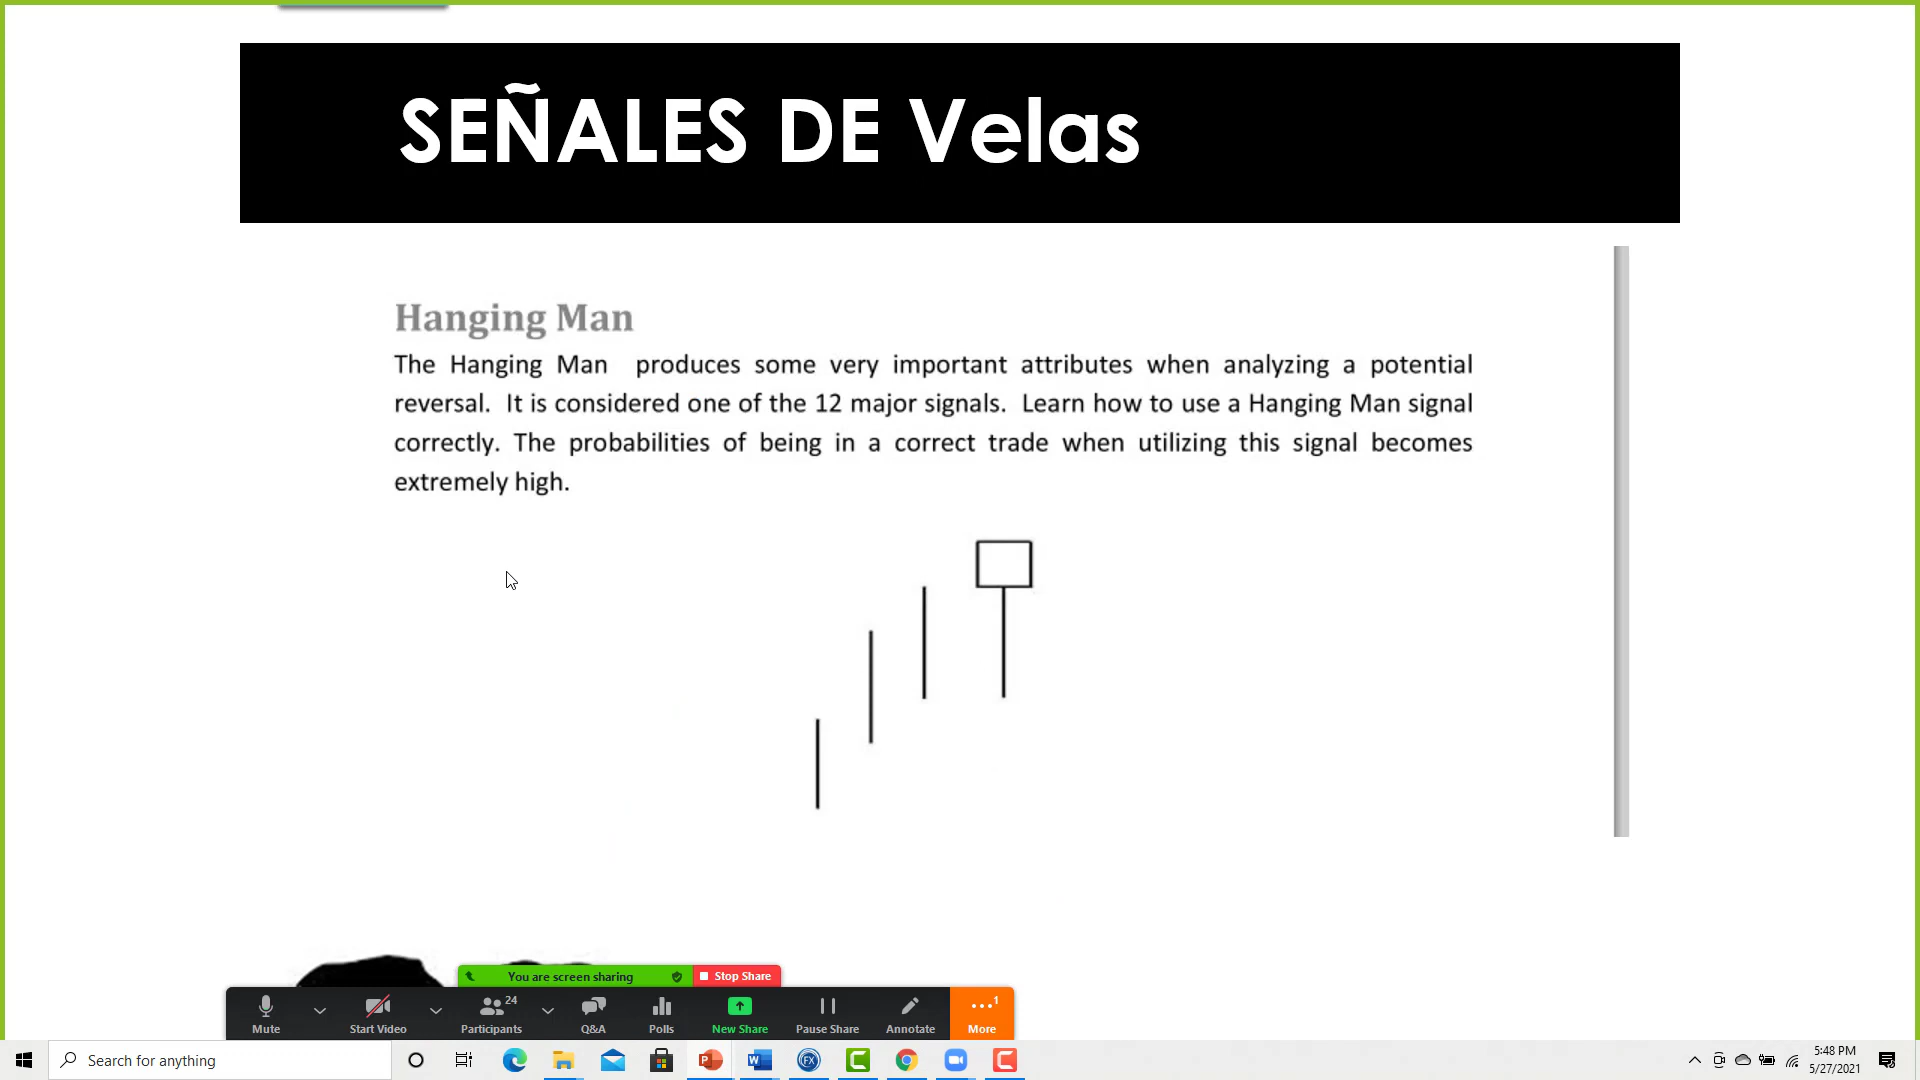 SEÑALES DE Velas
Hanging Man
The Hanging Man produces some very important attributes when analyzing a potential
reversal. It is considered one of the 12 major signals. Learn how to use a Hanging Man signal
correctly. The probabilities of being in a correct trade when utilizing this signal becomes
extremely high.
You are screen sharing
Stop Share
Mute
Start Video
Participants
24
Q&A
Polls
New Share
Pause Share
Annotate
More
1
Search for anything
5:48 PM
5/27/2021